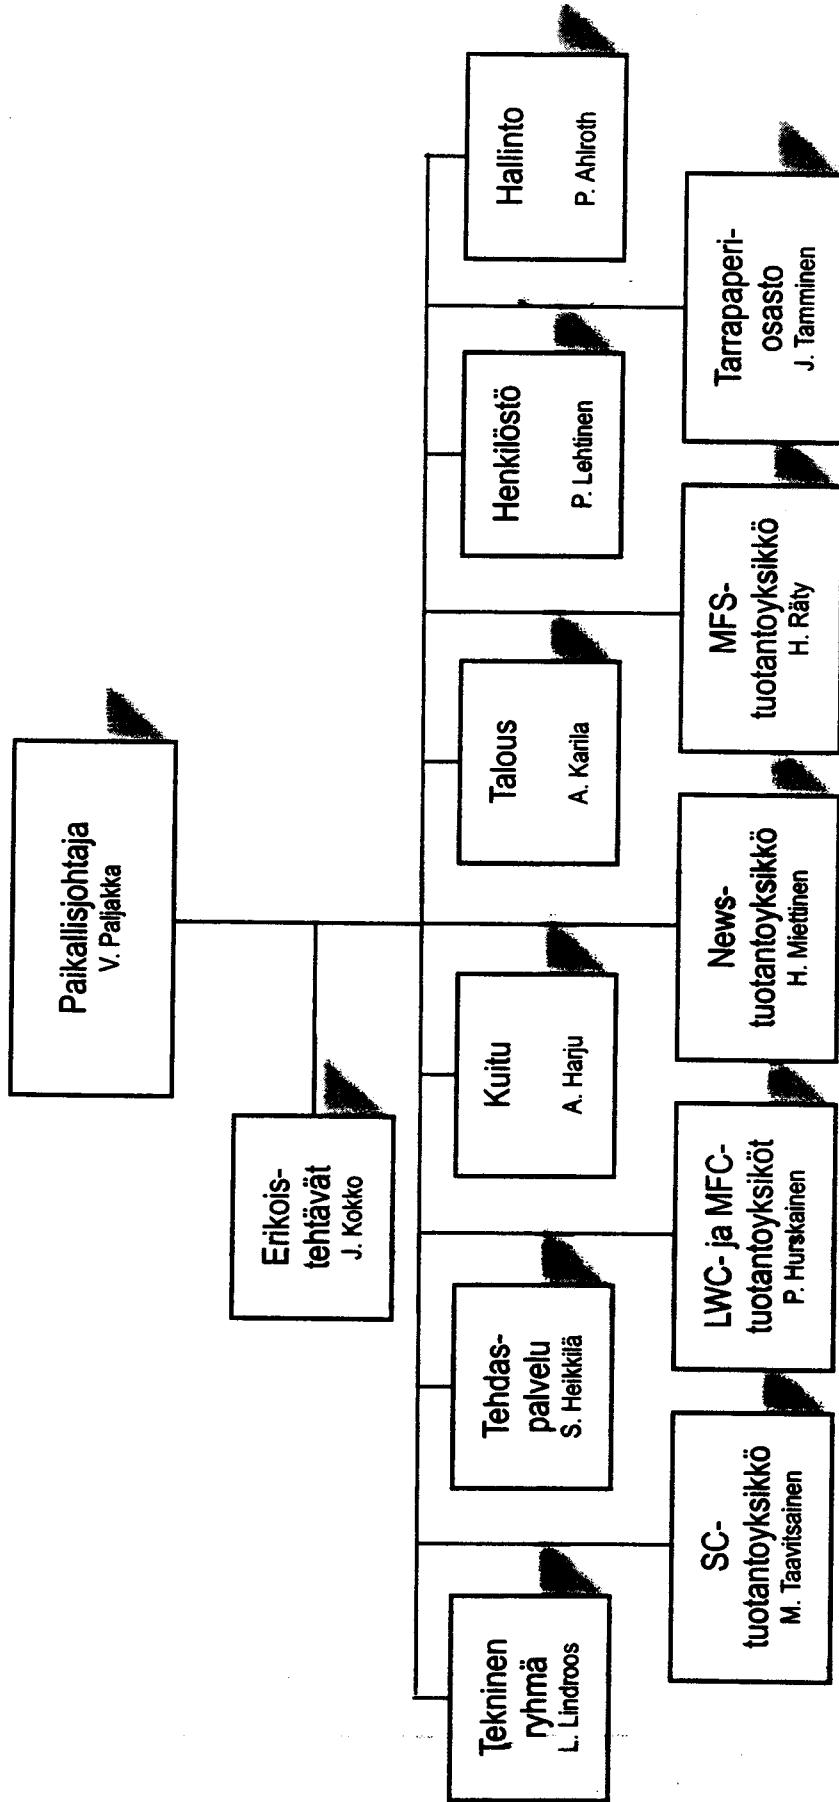 Paikallisjohtaja
V. Paljakka
Erikois-
tehtävät
J. Kokko
Tekninen
ryhmä
L. Lindroos
Tehdas-
palvelu
S. Heikkilä
Kuitu
A. Harju
Talous
A. Karila
Henkilöstö
P. Lehtinen
Hallinto
P. Ahlroth
SC-
tuotantoyksikkö
M. Taavitsainen
LWC- ja MFC-
tuotantoyksiköt
P. Hurskainen
News-
tuotantoyksikkö
H. Miettinen
MFS-
tuotantoyksikkö
H. Räty
Tarrapaperi-
osasto
J. Tamminen